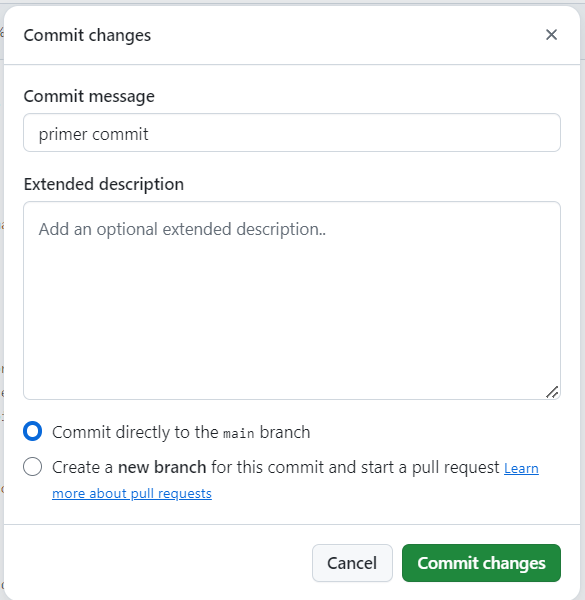 Commit changes
Commit message
primer commit
Extended description
Add an optional extended description..
Commit directly to the main branch
Create a new branch for this commit and start a pull request Learn
more about pull requests
Cancel
Commit changes